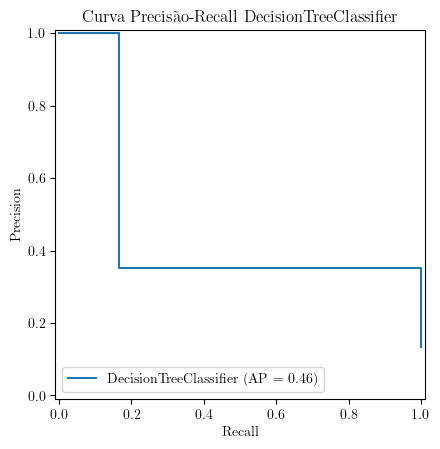 Curva Precisão-Recall DecisionTreeClassifier
1.0
0.8
0.6
0.4
0.2
0.0
Precision
DecisionTreeClassifier (AP = 0.46)
0.0 0.2 0.4 0.6 0.8 1.0
Recall